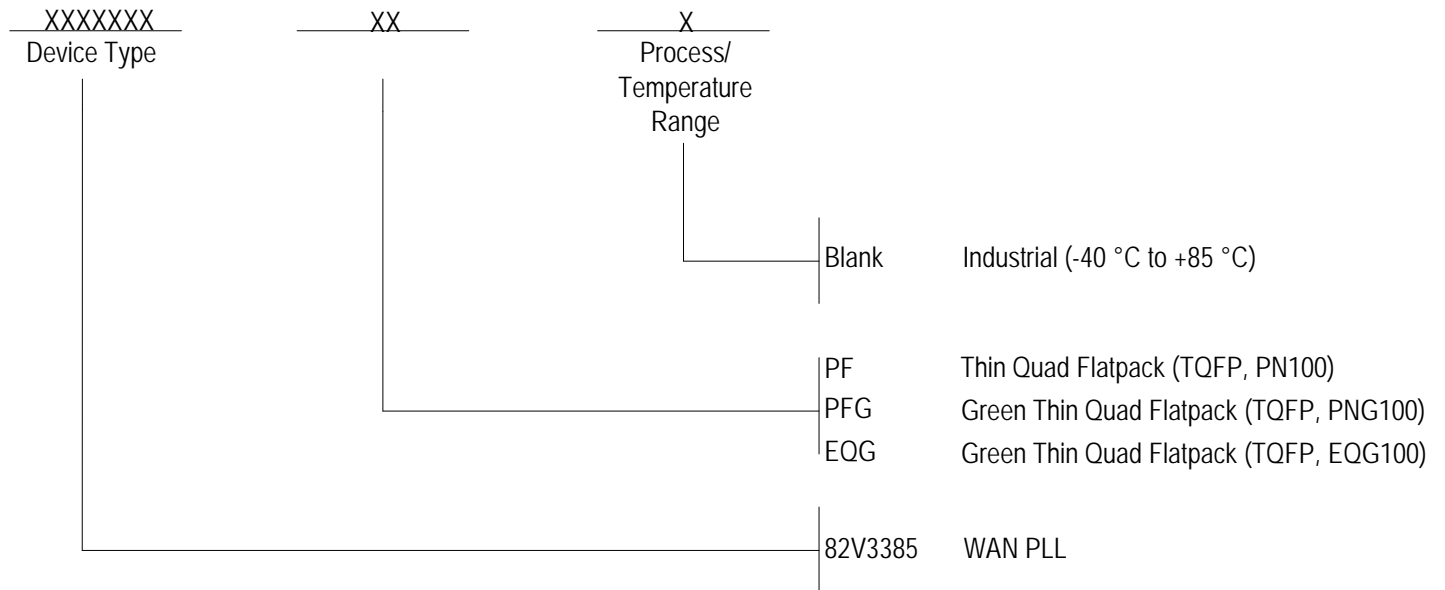 XXXXXXX XX X
Device Type
Process/
Temperature
Range
Blank Industrial (-40 °C to +85 °C)
PF Thin Quad Flatpack (TQFP, PN100)
PFG Green Thin Quad Flatpack (TQFP, PNG100)
EQG Green Thin Quad Flatpack (TQFP, EQG100)
82V3385 WAN PLL